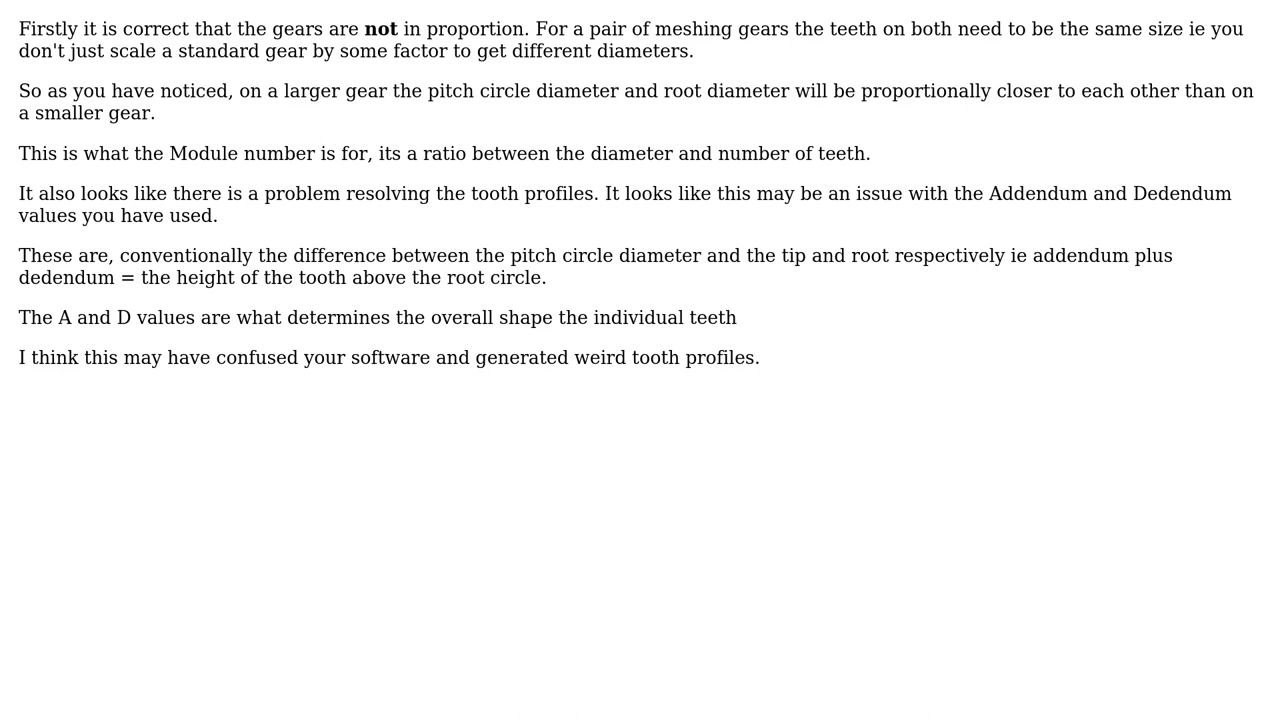 Firstly it is correct that the gears are not in proportion. For a pair of meshing gears the teeth on both need to be the same size ie you
don't just scale a standard gear by some factor to get different diameters.
So as you have noticed, on a larger gear the pitch circle diameter and root diameter will be proportionally closer to each other than on
a smaller gear.
This is what the Module number is for, its a ratio between the diameter and number of teeth.
It also looks like there is a problem resolving the tooth profiles. It looks like this may be an issue with the Addendum and Dedendum
values you have used.
These are, conventionally the difference between the pitch circle diameter and the tip and root respectively ie addendum plus
dedendum = the height of the tooth above the root circle.
The A and D values are what determines the overall shape the individual teeth
I think this may have confused your software and generated weird tooth profiles.